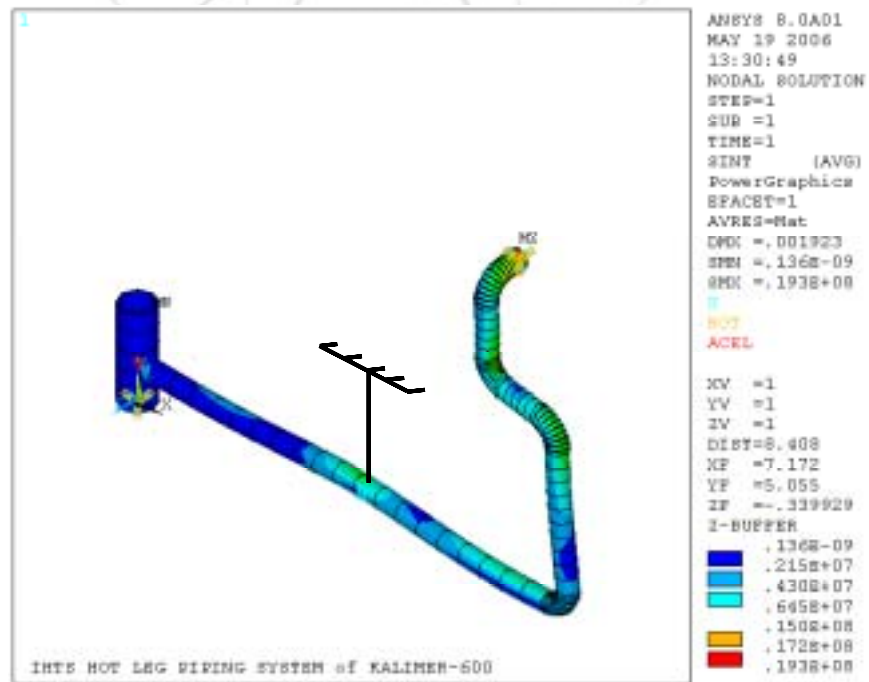 1
ANSYS 8.0A01
MAY 19 2006
13:30:49
NODAL SOLUTION
STEP=1
SUB =1
TIME=1
SINT (AVG)
PowerGraphics
EFACET=1
AVRES=Mat
DMX =.001923
SMN =.136E-09
SMX =.193E+08
U
ROT
ACEL
XV =1
YV =1
ZV =1
DIST=8.408
XF =7.172
YF =5.055
ZF =-.339929
Z-BUFFER
.136E-09
.215E+07
.430E+07
.645E+07
.150E+08
.172E+08
.193E+08
MX
X
IHTS HOT LEG PIPING SYSTEM of KALIMER-600